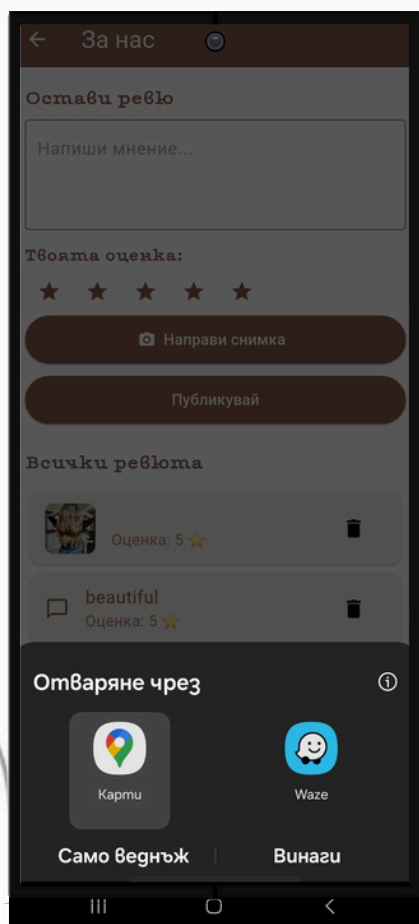 За нас
Остави ревю
Напиши мнение...
Твоята оценка:
Направи снимка
Публикувай
Всички ревюта
Оценка: 5
beautiful
Оценка: 5
Отваряне чрез
Карти
Waze
Само веднъж
Винаги